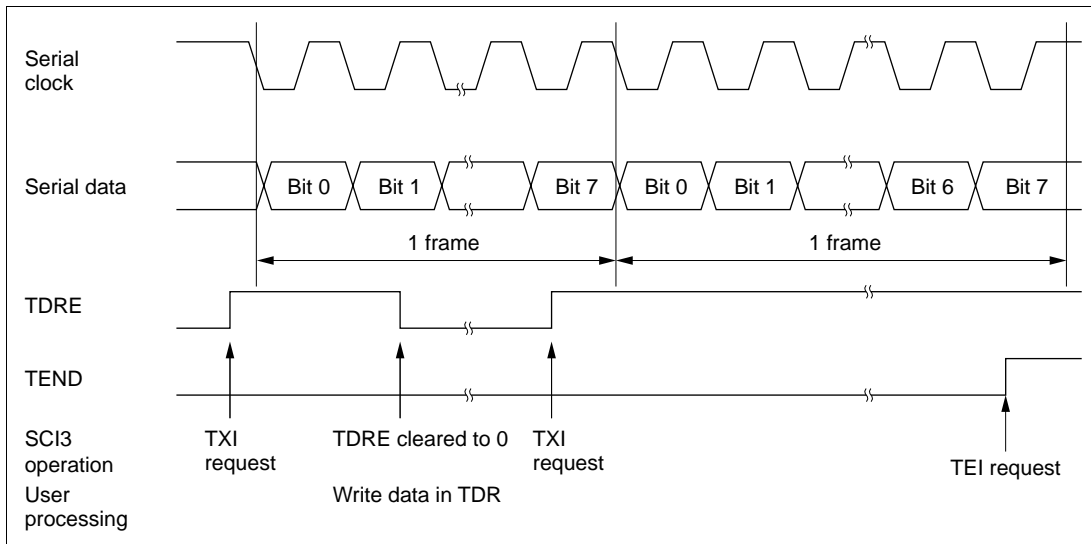 Serial
clock
Serial data
Bit 0
Bit 1
Bit 7
Bit 0
Bit 1
Bit 6
Bit 7
1 frame
1 frame
TDRE
TEND
SCI3
operation
TXI
request
TDRE cleared to 0
TXI
request
TEI request
User
processing
Write data in TDR